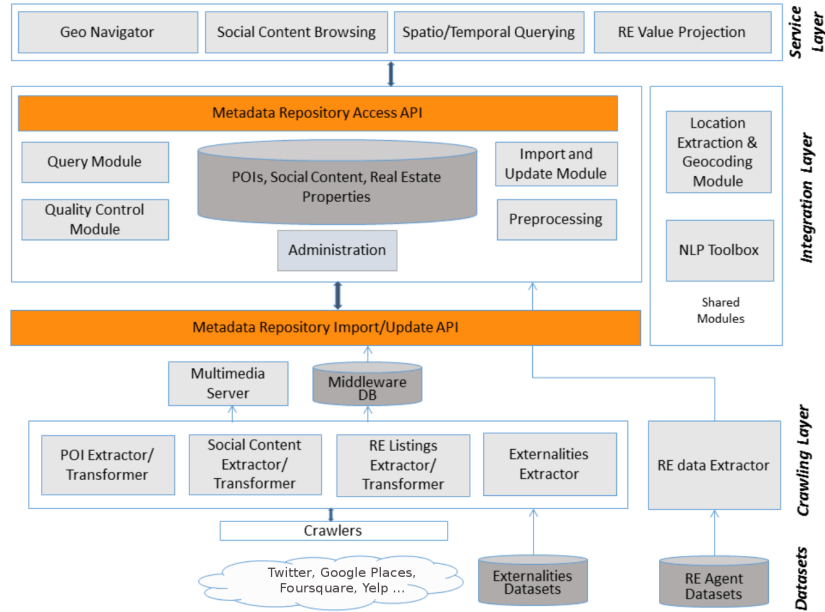 Geo Navigator
Social Content Browsing
Spatio/Temporal Querying
RE Value Projection
Service
Layer
Metadata Repository Access API
Query Module
Quality Control
Module
POIs, Social Content, Real Estate
Properties
Administration
Import and
Update Module
Preprocessing
Location
Extraction &
Geocoding
Module
NLP Toolbox
Shared
Modules
Integration Layer
Metadata Repository Import/Update API
Multimedia
Server
Middleware
DB
POI Extractor/
Transformer
Social Content
Extractor/
Transformer
RE Listings
Extractor/
Transformer
Externalities
Extractor
RE data Extractor
Crawling Layer
Crawlers
Twitter, Google Places,
Foursquare, Yelp ...
Externalities
Datasets
RE Agent
Datasets
Datasets